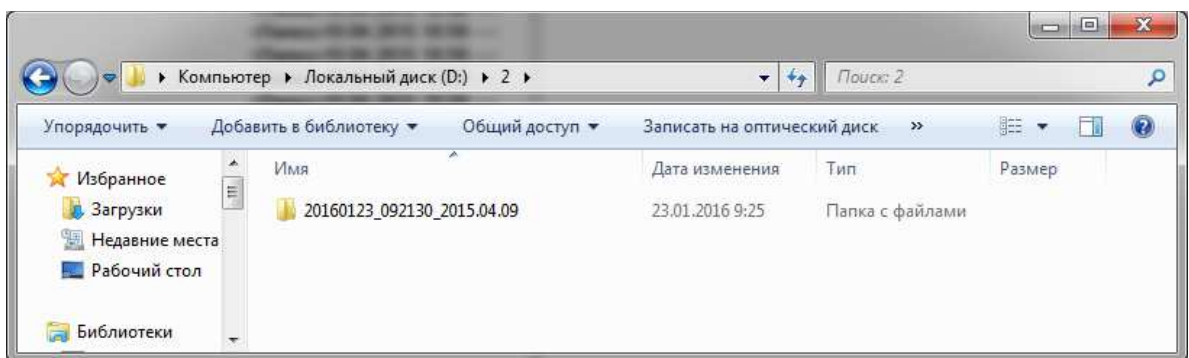 Компьютер ▸ Локальный диск (D:) ▸ 2 ▸
Поиск: 2
Упорядочить Добавить в библиотеку Общий доступ Записать на оптический диск »
Избранное
Загрузки
Недавние места
Рабочий стол
Библиотеки
Имя Дата изменения Тип Размер
20160123_092130_2015.04.09 23.01.2016 9:25 Папка с файлами